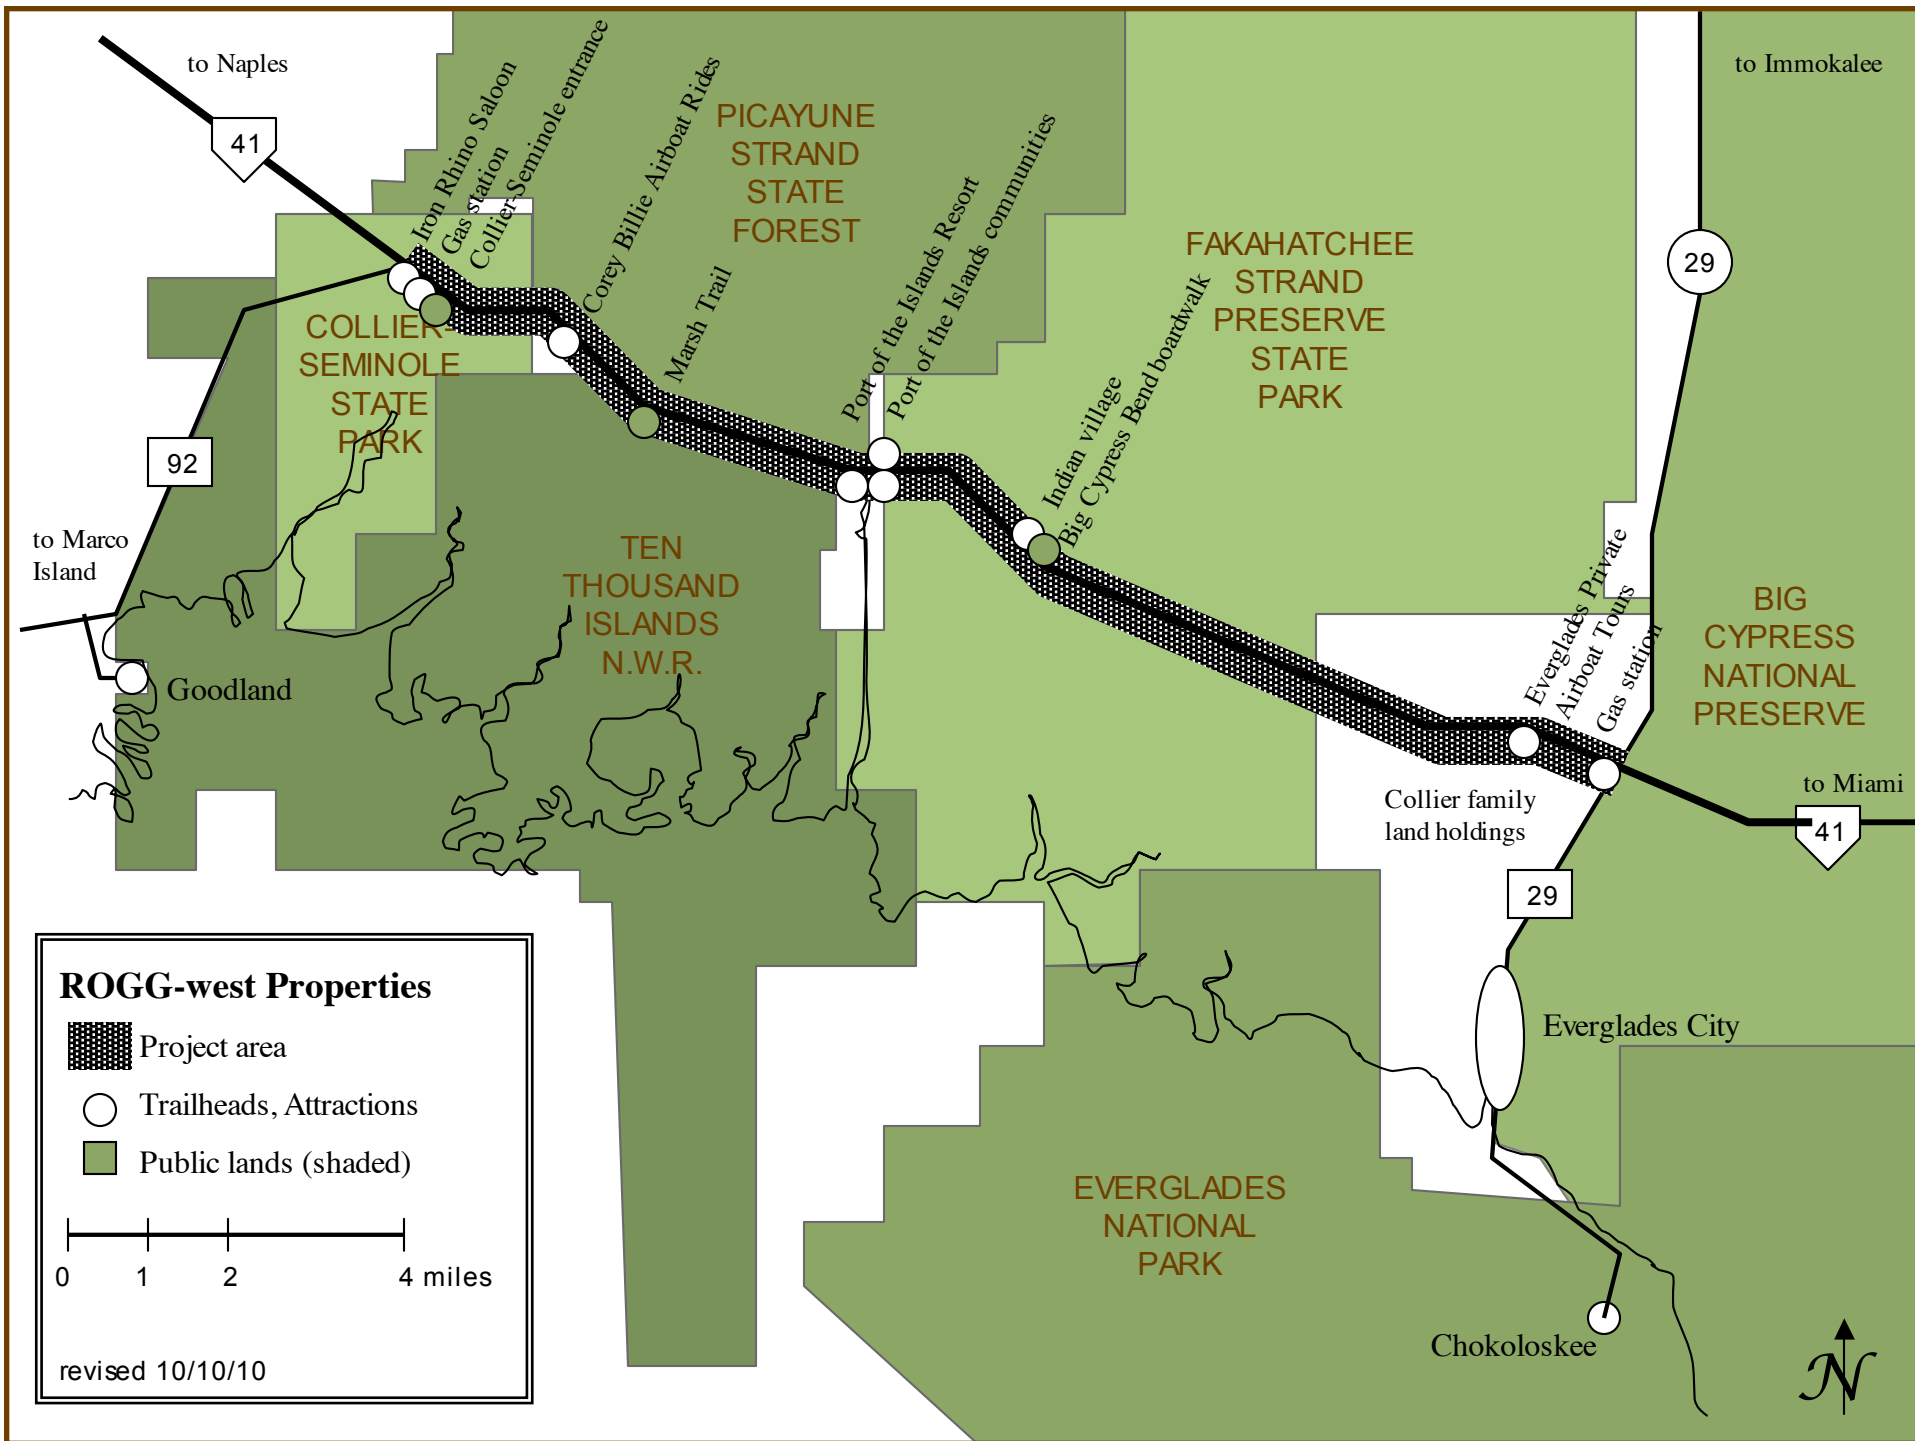 to Naples
to Immokalee
41
Iron Rhino Saloon
Gas station
Collier-Seminole entrance
Corey Billie Airboat Rides
PICAYUNE
STRAND
STATE
FOREST
Marsh Trail
Port of the Islands Resort
Port of the Islands communities
FAKAHATCHEE
STRAND
PRESERVE
STATE
PARK
29
COLLIER-
SEMINOLE
STATE
PARK
92
Indian village
Big Cypress Bend boardwalk
to Marco
Island
TEN
THOUSAND
ISLANDS
N.W.R.
Everglades Private
Airboat Tours
Gas station
BIG
CYPRESS
NATIONAL
PRESERVE
Goodland
to Miami
41
Collier family
land holdings
29
ROGG-west Properties
Project area
Trailheads, Attractions
Public lands (shaded)
0 1 2 4 miles
revised 10/10/10
Everglades City
EVERGLADES
NATIONAL
PARK
Chokoloskee
N